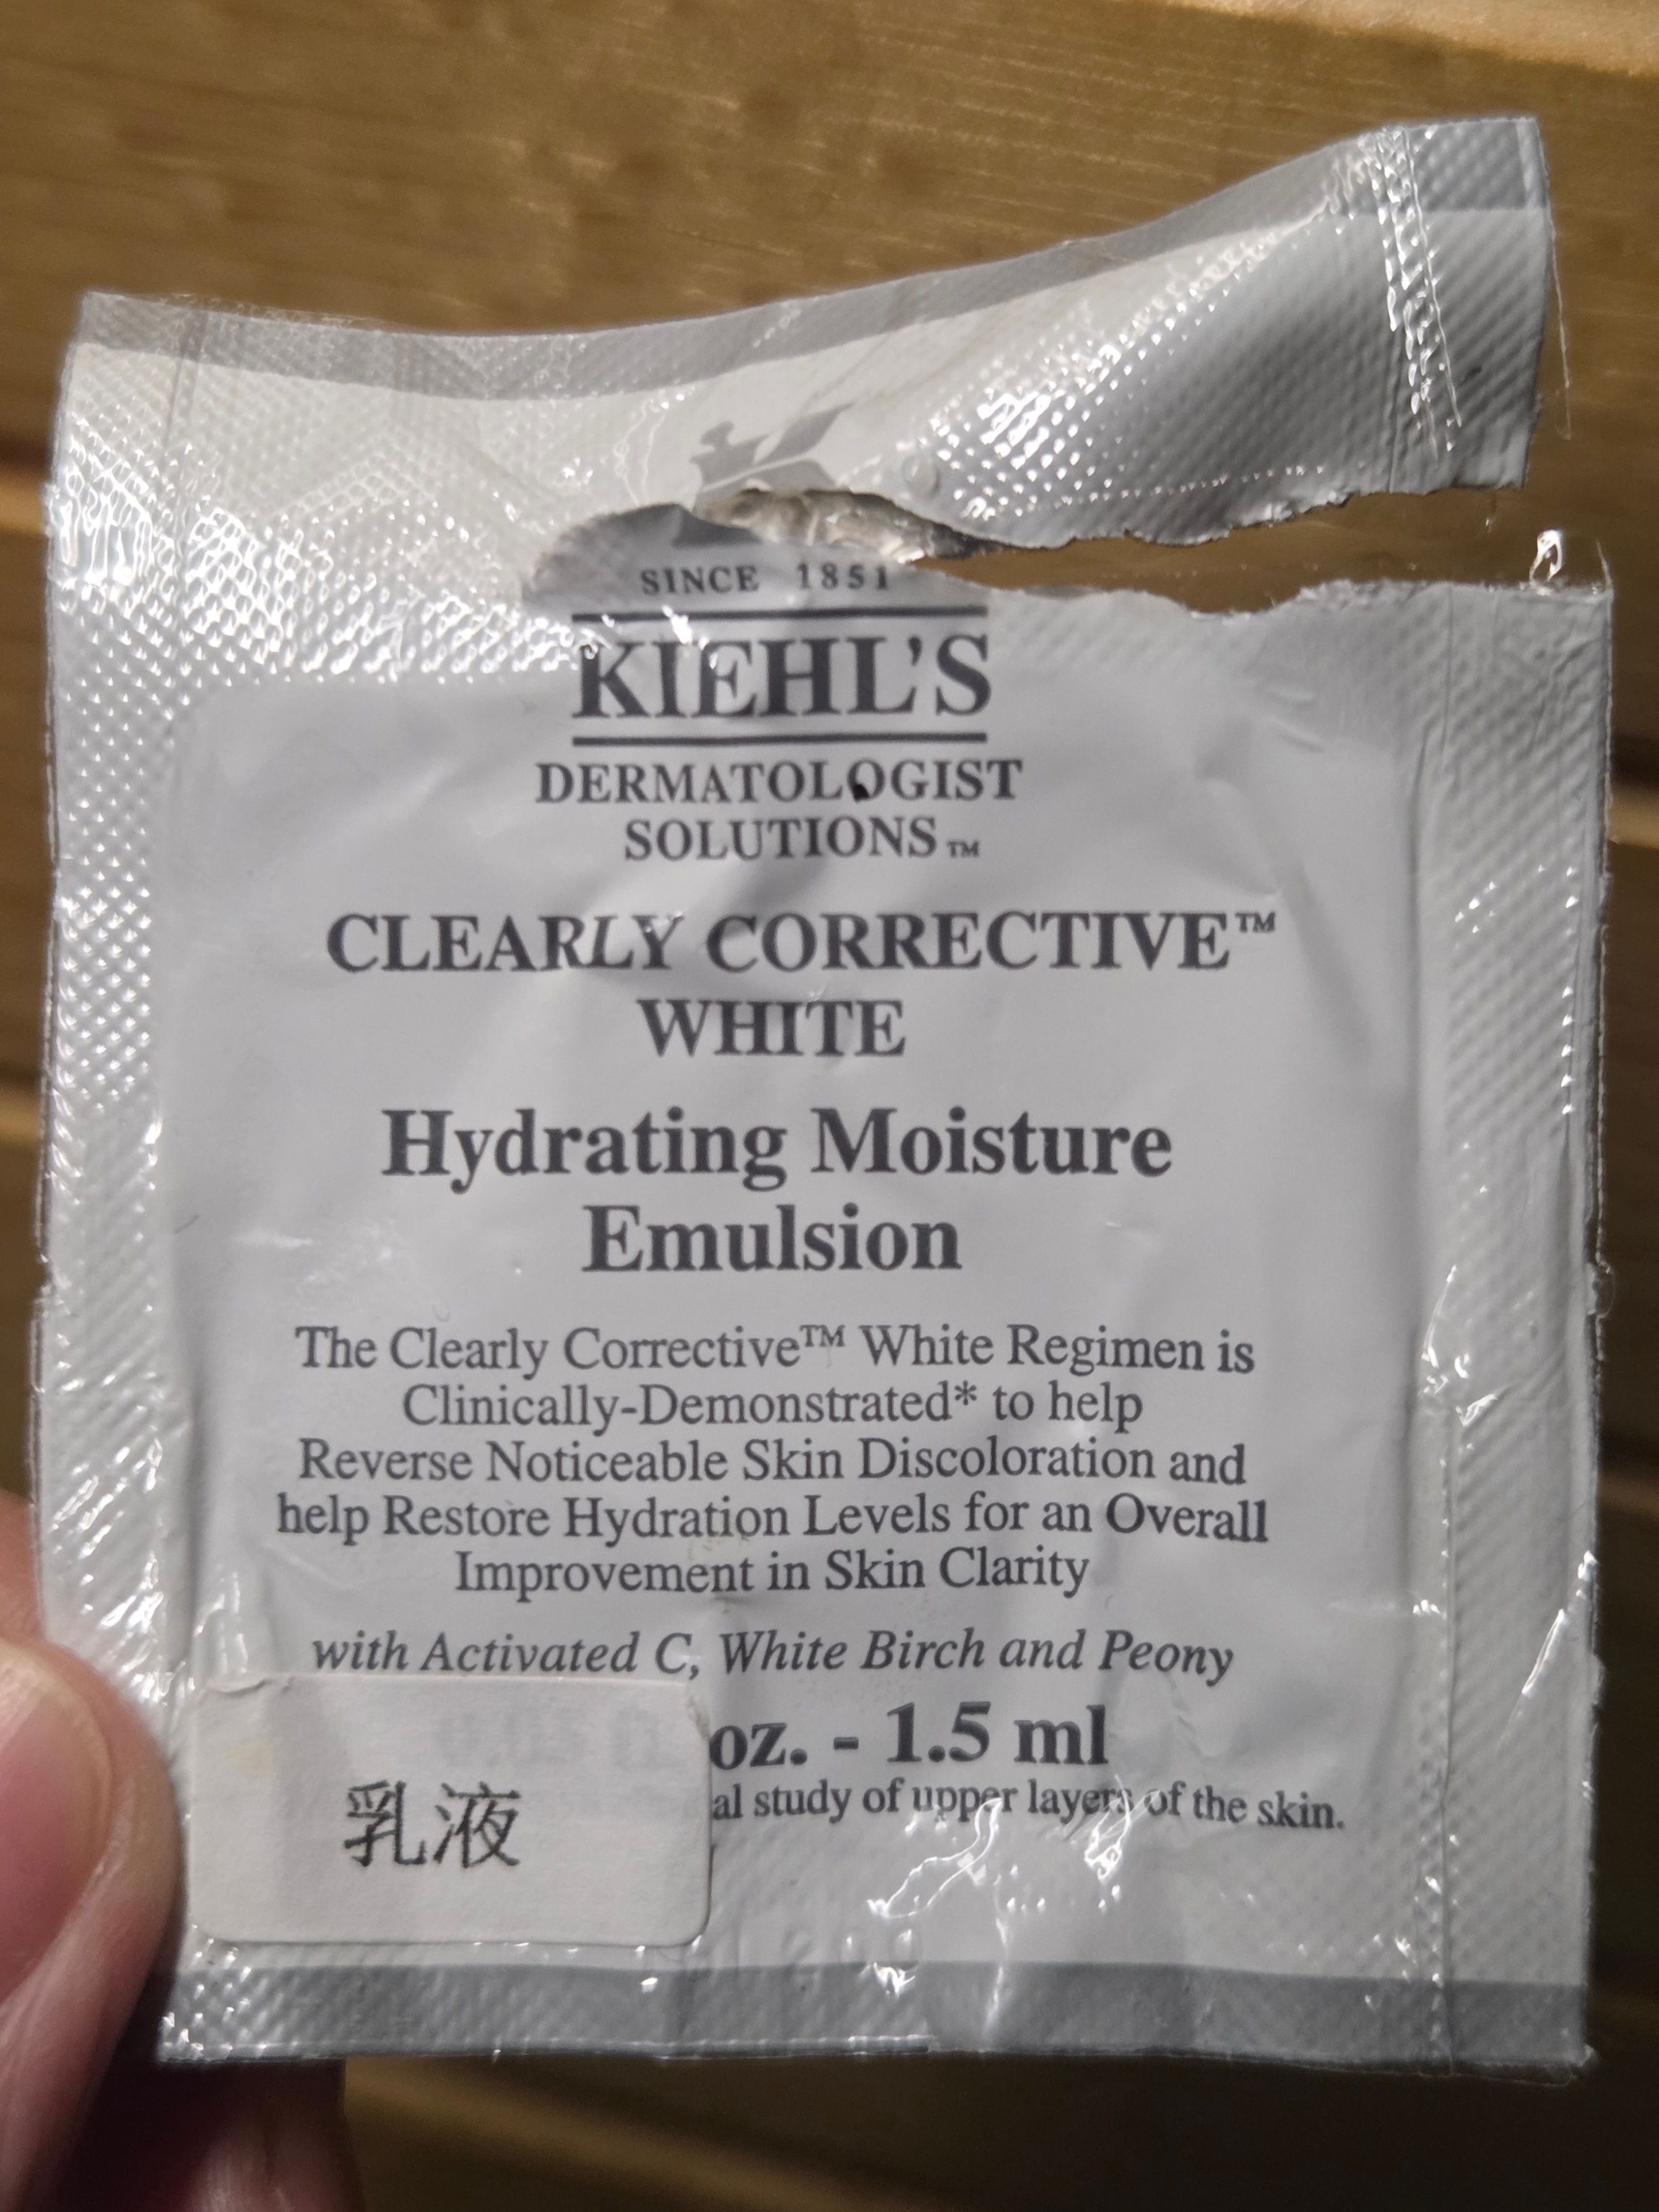 SINCE 1851
KIEHL'S
DERMATOLOGIST
SOLUTIONS™
CLEARLY CORRECTIVE™
WHITE
Hydrating Moisture
Emulsion
The Clearly Corrective™ White Regimen is
Clinically-Demonstrated* to help
Reverse Noticeable Skin Discoloration and
help Restore Hydration Levels for an Overall
Improvement in Skin Clarity
with Activated C, White Birch and Peony
oz. - 1.5 ml
al study of upper layers of the skin.
乳液